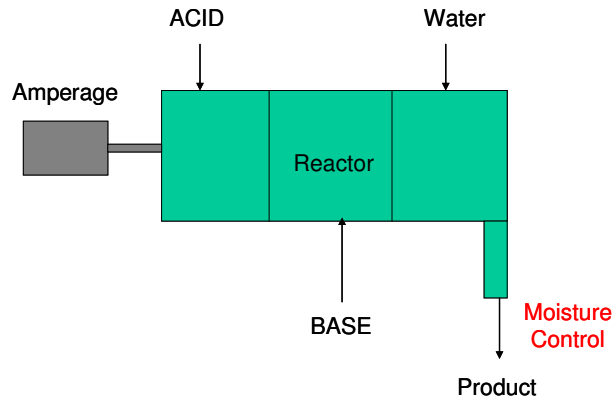 ACID
Water
Amperage
Reactor
BASE
Moisture
Control
Product